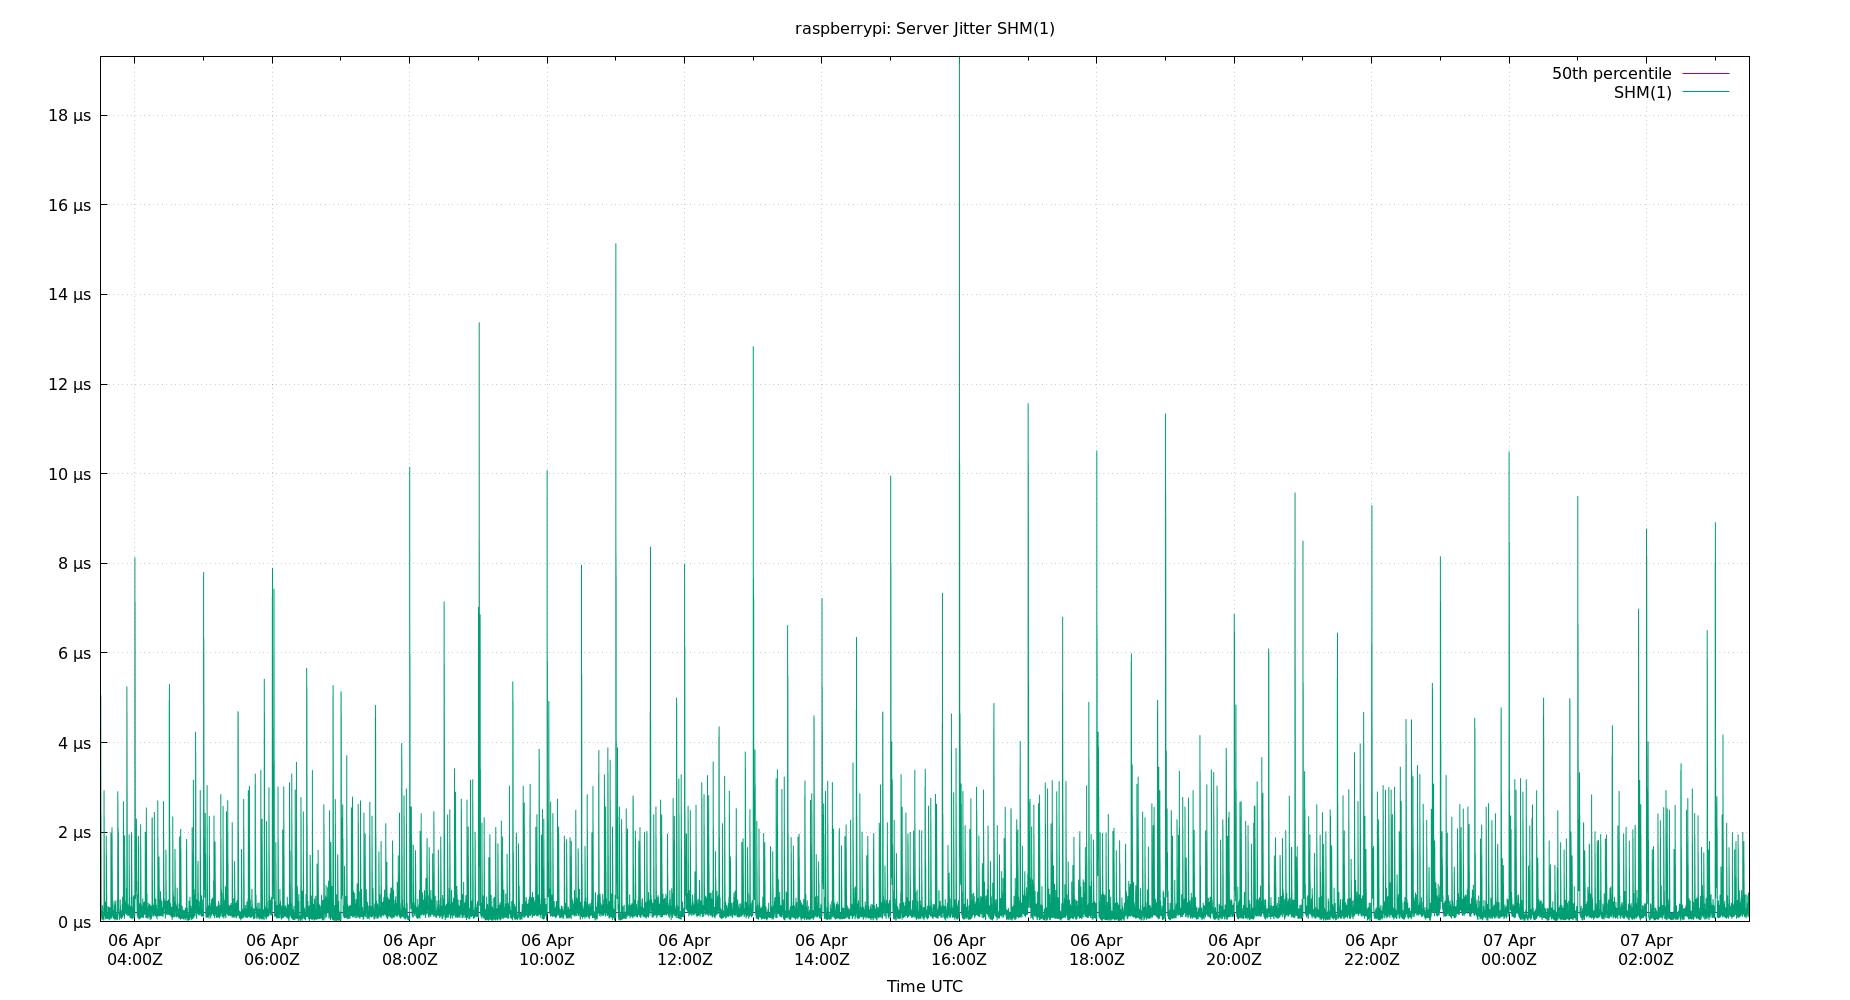 raspberrypi: Server Jitter SHM(1)
50th percentile
SHM(1)
18 µs
16 µs
14 µs
12 µs
10 µs
8 µs
6 µs
4 µs
2 µs
0 µs
06 Apr 06 Apr 06 Apr 06 Apr 06 Apr 06 Apr 06 Apr 06 Apr 06 Apr 06 Apr 07 Apr 07 Apr
04:00Z 06:00Z 08:00Z 10:00Z 12:00Z 14:00Z 16:00Z 18:00Z 20:00Z 22:00Z 00:00Z 02:00Z
Time UTC